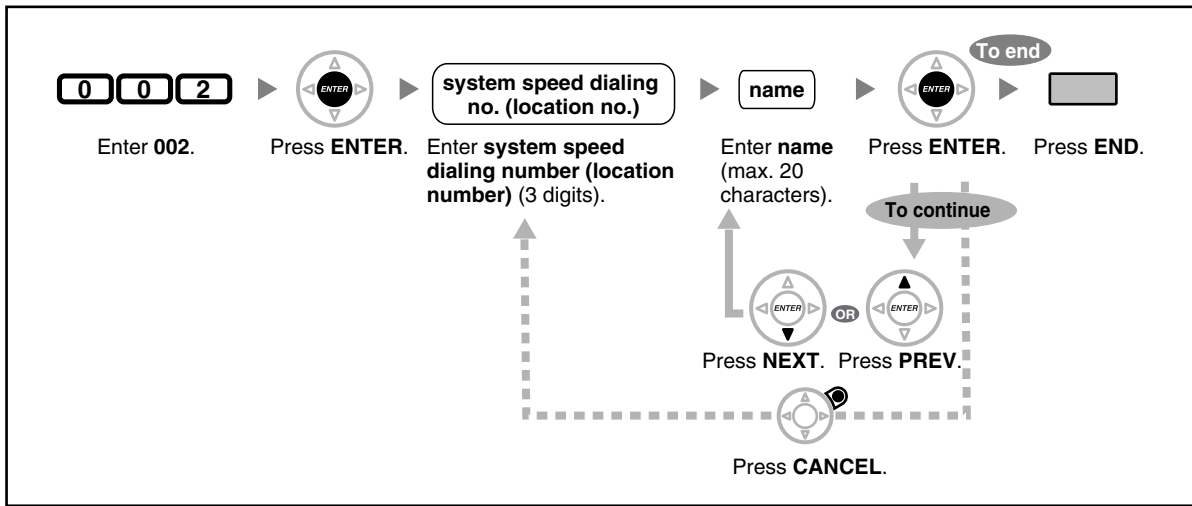 To end
0 0 2
ENTER
system speed dialing
no. (location no.)
name
ENTER
Enter 002.
Press ENTER.
Enter system speed
dialing number (location
number) (3 digits).
Enter name
(max. 20
characters).
Press ENTER.
Press END.
To continue
ENTER
OR
ENTER
Press NEXT.
Press PREV.
Press CANCEL.